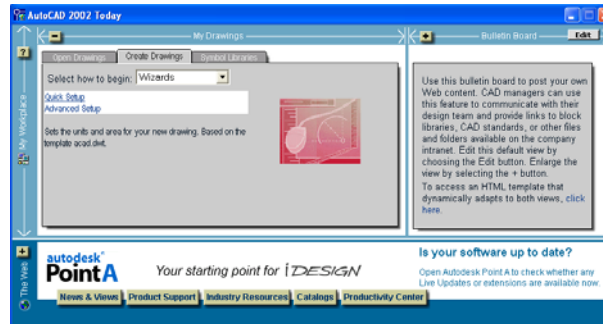 AutoCAD 2002 Today
My Drawings
Bulletin Board
Edit
Open Drawings
Create Drawings
Symbol Libraries
Select how to begin: Wizards
Quick Setup
Advanced Setup
Sets the units and area for your new drawing. Based on the
template acad.dwt.
Use this bulletin board to post your own
Web content. CAD managers can use
this feature to communicate with their
design team and provide links to block
libraries, CAD standards, or other files
and folders available on the company
intranet. Edit this default view by
choosing the Edit button. Enlarge the
view by selecting the + button.
To access an HTML template that
dynamically adapts to both views, click
here.
My Workplace
The Web
autodesk
Point A
Your starting point for iDESIGN
News & Views
Product Support
Industry Resources
Catalogs
Productivity Center
Is your software up to date?
Open Autodesk Point A to check whether any
Live Updates or extensions are available now.